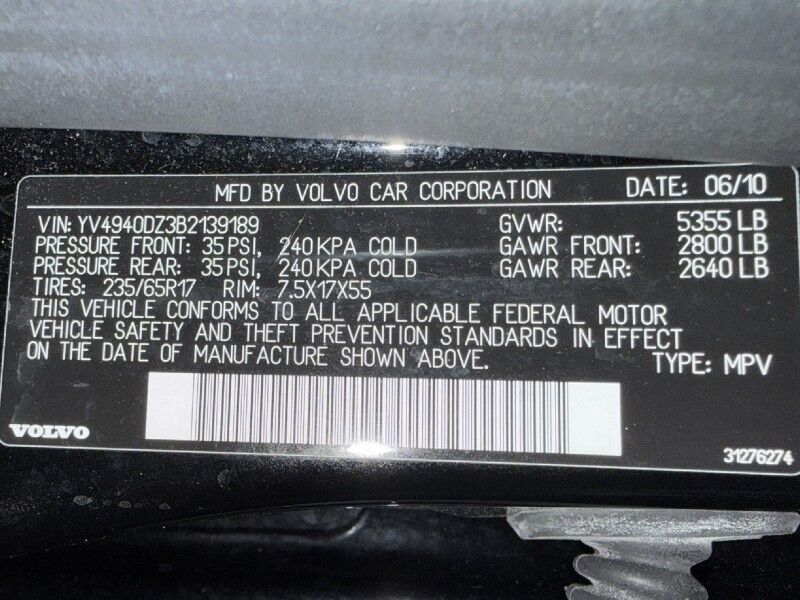 MFD BY VOLVO CAR CORPORATION DATE: 06/10
VIN: YV4940DZ3B2139189 GVWR: 5355 LB
PRESSURE FRONT: 35 PSI, 240 KPA COLD GAWR FRONT: 2800 LB
PRESSURE REAR: 35 PSI, 240 KPA COLD GAWR REAR: 2640 LB
TIRES: 235/65R17 RIM: 7.5X17X55
THIS VEHICLE CONFORMS TO ALL APPLICABLE FEDERAL MOTOR
VEHICLE SAFETY AND THEFT PREVENTION STANDARDS IN EFFECT
ON THE DATE OF MANUFACTURE SHOWN ABOVE. TYPE: MPV
VOLVO 31276274